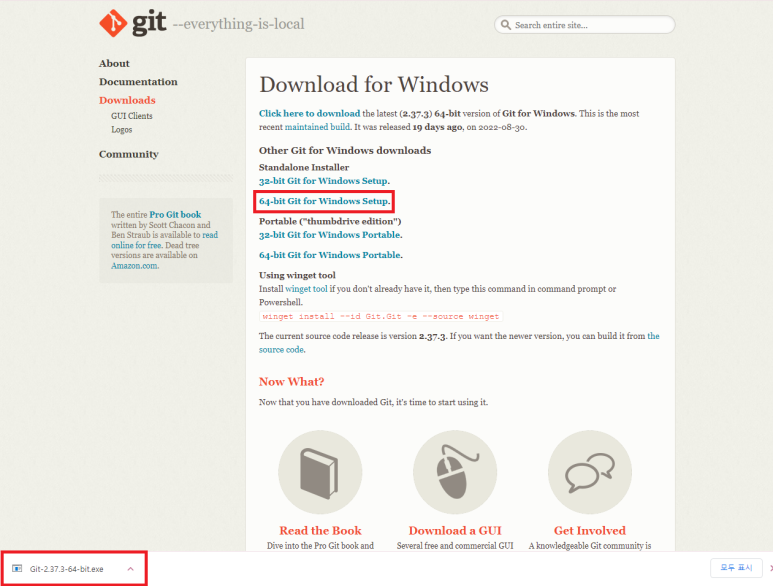 git --everything-is-local
Search entire site...
About
Documentation
Downloads
GUI Clients
Logos
Community
The entire Pro Git book
written by Scott Chacon and
Ben Straub is available to read
online for free. Dead tree
versions are available on
Amazon.com.
Download for Windows
Click here to download the latest (2.37.3) 64-bit version of Git for Windows. This is the most
recent maintained build. It was released 19 days ago, on 2022-08-30.
Other Git for Windows downloads
Standalone Installer
32-bit Git for Windows Setup.
64-bit Git for Windows Setup.
Portable ("thumbdrive edition")
32-bit Git for Windows Portable.
64-bit Git for Windows Portable.
Using winget tool
Install winget tool if you don't already have it, then type this command in command prompt or
Powershell.
winget install --id Git.Git -e --source winget
The current source code release is version 2.37.3. If you want the newer version, you can build it from the
source code.
Now What?
Now that you have downloaded Git, it's time to start using it.
Read the Book
Dive into the Pro Git book and
Download a GUI
Several free and commercial GUI
Get Involved
A knowledgeable Git community is
Git-2.37.3-64-bit.exe
모두 표시